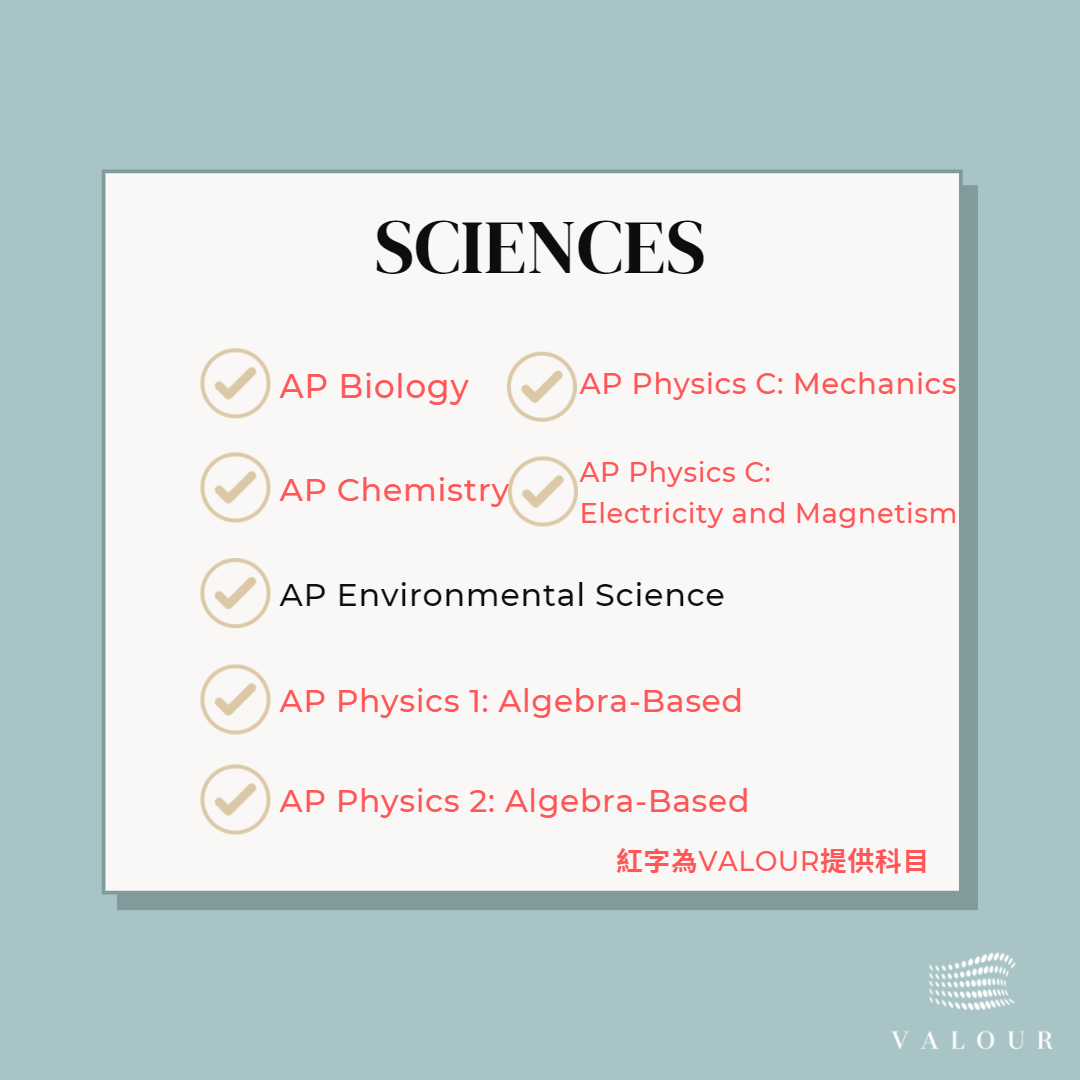 SCIENCES
AP Biology
AP Chemistry
AP Environmental Science
AP Physics 1: Algebra-Based
AP Physics 2: Algebra-Based
AP Physics C: Mechanics
AP Physics C:
Electricity and Magnetism
紅字為VALOUR提供科目
VALOUR